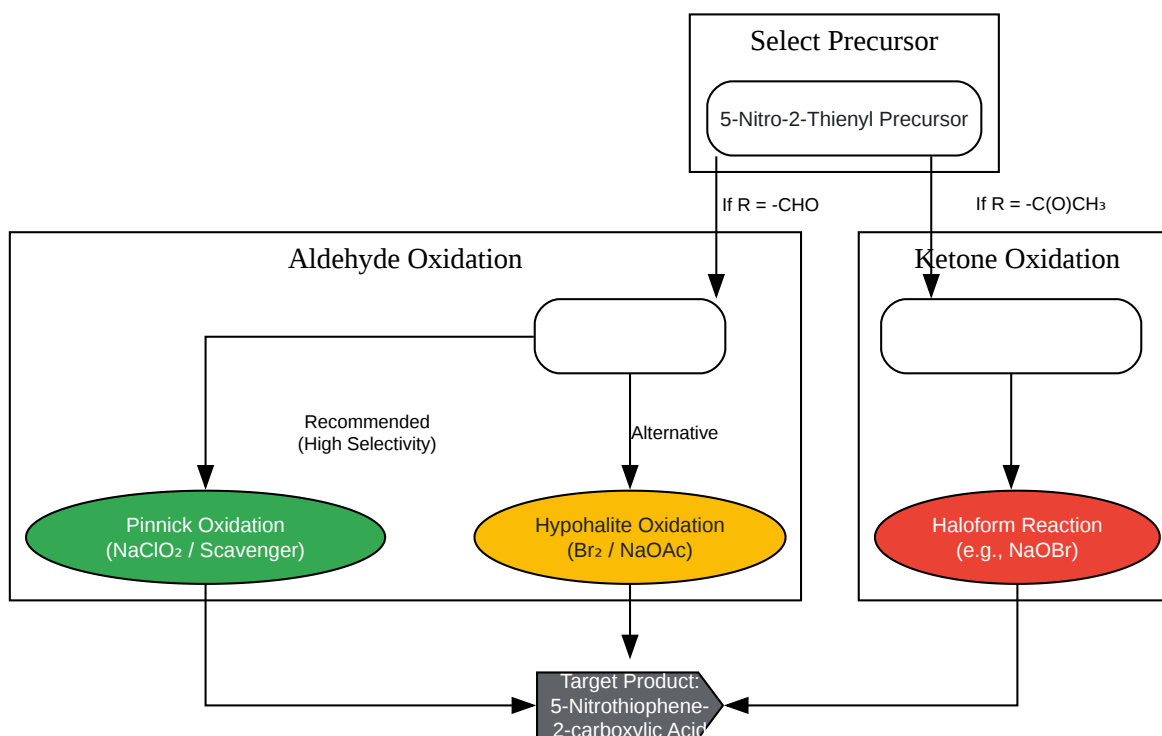 Select Precursor
5-Nitro-2-Thienyl Precursor
If R = -CHO
If R = -C(O)CH₃
Aldehyde Oxidation
Ketone Oxidation
Recommended
(High Selectivity)
Alternative
Pinnick Oxidation
(NaClO₂ / Scavenger)
Hypohalite Oxidation
(Br₂ / NaOAc)
Haloform Reaction
(e.g., NaOBr)
Target Product:
5-Nitrothiophene-
2-carboxylic Acid